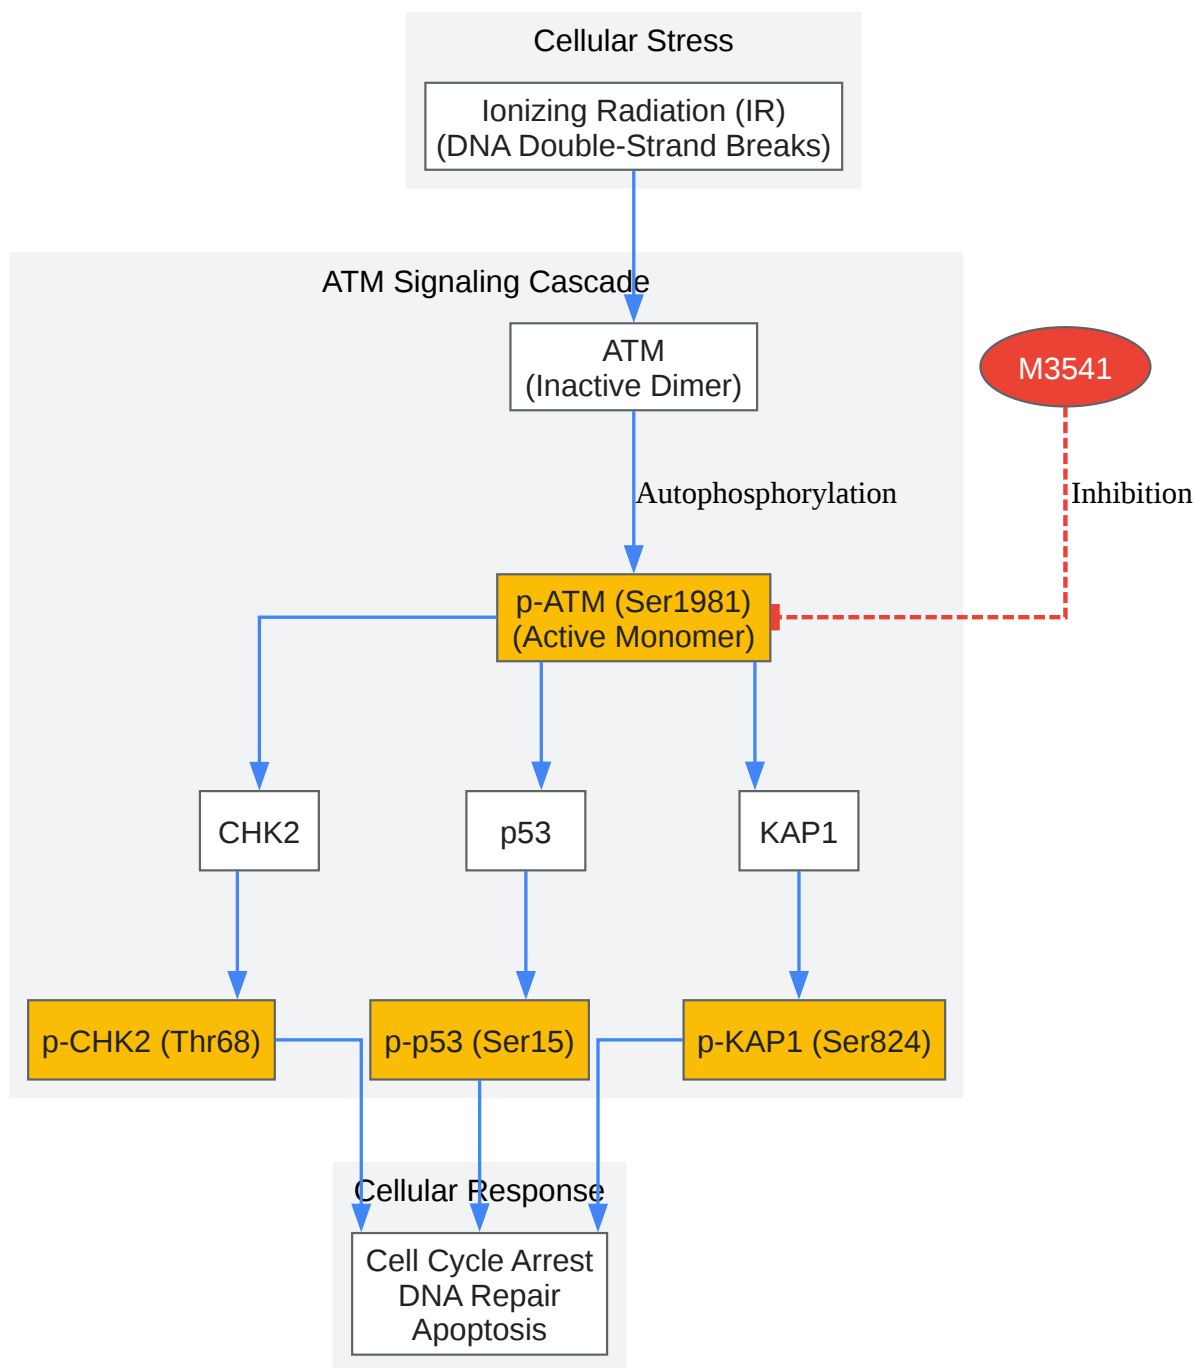 Cellular Stress
Ionizing Radiation (IR)
(DNA Double-Strand Breaks)
ATM Signaling Cascade
ATM
(Inactive Dimer)
M3541
Autophosphorylation
Inhibition
p-ATM (Ser1981)
(Active Monomer)
CHK2
p53
KAP1
p-CHK2 (Thr68)
p-p53 (Ser15)
p-KAP1 (Ser824)
Cellular Response
Cell Cycle Arrest
DNA Repair
Apoptosis